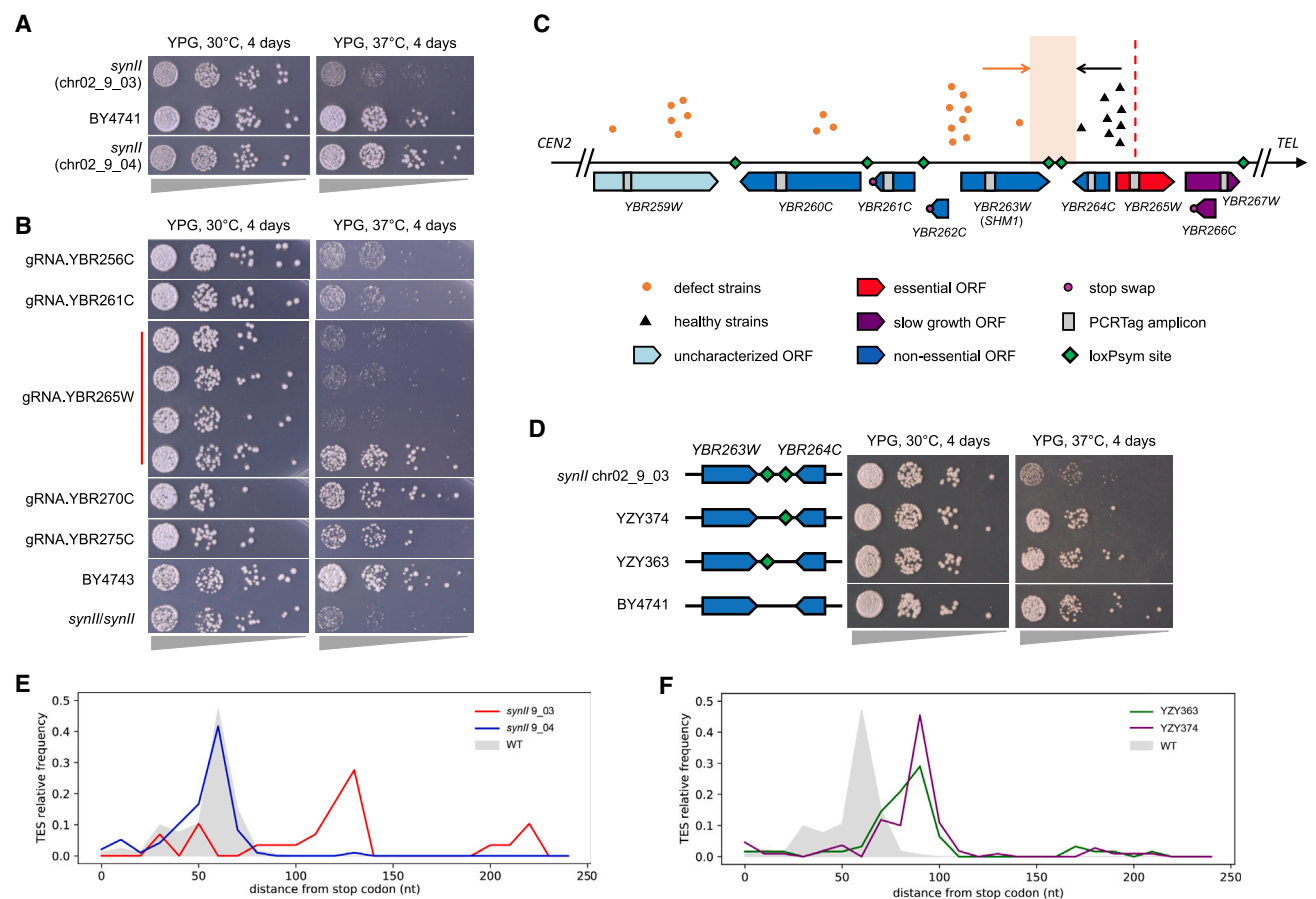 A
YPG, 30°C, 4 days
YPG, 37°C, 4 days
synII
(chr02_9_03)
BY4741
synII
(chr02_9_04)
B
YPG, 30°C, 4 days
YPG, 37°C, 4 days
gRNA.YBR256C
gRNA.YBR261C
gRNA.YBR265W
gRNA.YBR270C
gRNA.YBR275C
BY4743
synII/synII
C
CEN2
TEL
YBR259W
YBR260C
YBR261C
YBR262C
YBR263W
(SHM1)
YBR264C
YBR265W
YBR266C
YBR267W
defect strains
healthy strains
uncharacterized ORF
essential ORF
slow growth ORF
non-essential ORF
stop swap
PCRTag amplicon
loxPsym site
D
YBR263W
YBR264C
YPG, 30°C, 4 days
YPG, 37°C, 4 days
synII chr02_9_03
YZY374
YZY363
BY4741
E
TES relative frequency
0.5
0.4
0.3
0.2
0.1
0.0
0
50
100
150
200
250
distance from stop codon (nt)
synII 9_03
synII 9_04
WT
F
TES relative frequency
0.5
0.4
0.3
0.2
0.1
0.0
0
50
100
150
200
250
distance from stop codon (nt)
YZY363
YZY374
WT